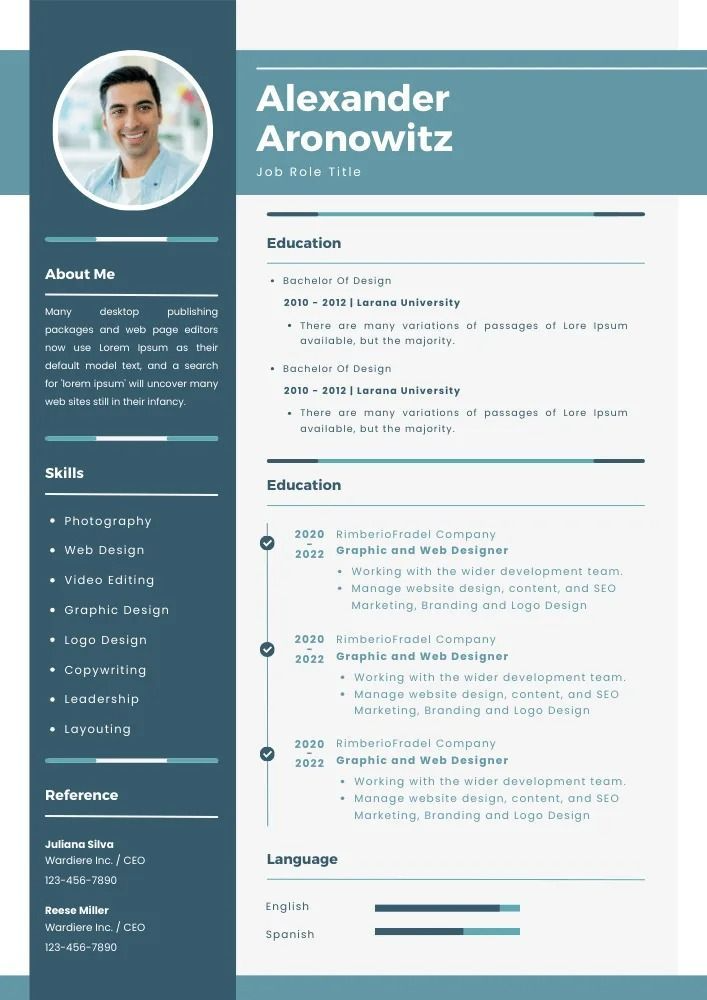 Alexander
Aronowitz
Job Role Title
About Me
Many desktop publishing
packages and web page editors
now use Lorem Ipsum as their
default model text, and a search
for 'lorem ipsum' will uncover many
web sites still in their infancy.
Skills
• Photography
• Web Design
• Video Editing
• Graphic Design
• Logo Design
• Copywriting
• Leadership
• Layouting
Reference
Juliana Silva
Wardiere Inc. / CEO
123-456-7890
Reese Miller
Wardiere Inc. / CEO
123-456-7890
Education
• Bachelor Of Design
2010 - 2012 | Larana University
• There are many variations of passages of Lore Ipsum
available, but the majority.
• Bachelor Of Design
2010 - 2012 | Larana University
• There are many variations of passages of Lore Ipsum
available, but the majority.
Education
2020
-
2022
RimberioFradel Company
Graphic and Web Designer
• Working with the wider development team.
• Manage website design, content, and SEO
Marketing, Branding and Logo Design
2020
-
2022
RimberioFradel Company
Graphic and Web Designer
• Working with the wider development team.
• Manage website design, content, and SEO
Marketing, Branding and Logo Design
2020
-
2022
RimberioFradel Company
Graphic and Web Designer
• Working with the wider development team.
• Manage website design, content, and SEO
Marketing, Branding and Logo Design
Language
English
Spanish